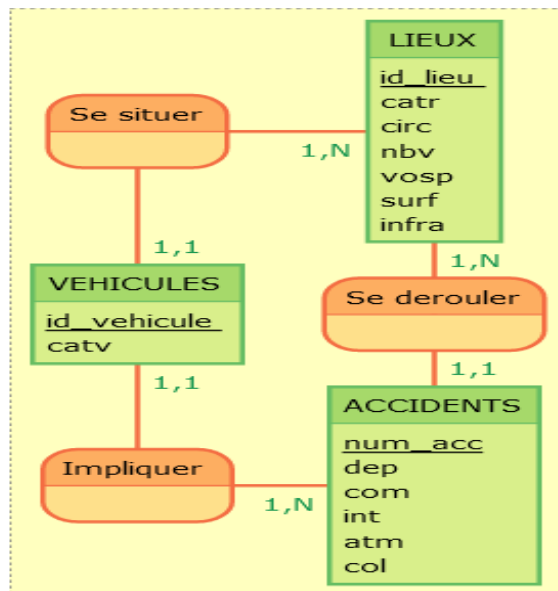 LIEUX
id_lieu
catr
circ
nbv
vosp
surf
infra
Se situer
1,N
1,1
1,N
VEHICULES
id_vehicule
catv
Se derouler
1,1
1,1
ACCIDENTS
num_acc
dep
com
int
atm
col
Impliquer
1,N